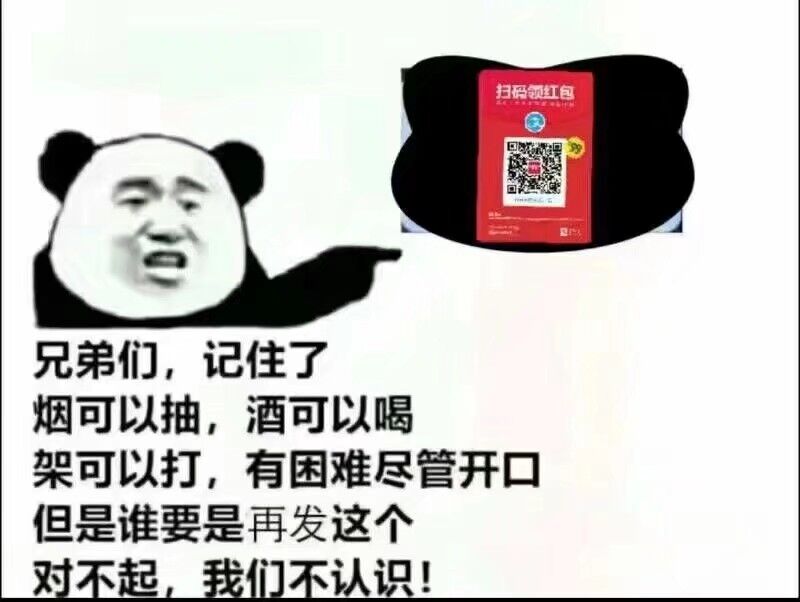 扫码领红包
兄弟们，记住了
烟可以抽，酒可以喝
架可以打，有困难尽管开口
但是谁要是再发这个
对不起，我们不认识！